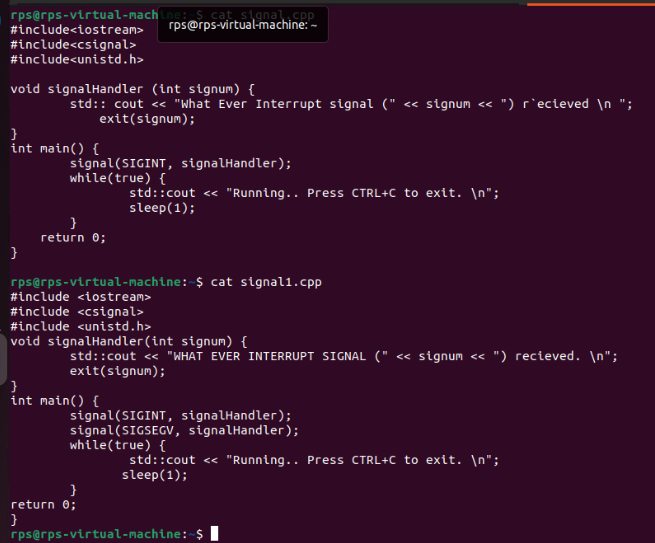 rps@rps-virtual-machine:~$ cat signal.cpp
rps@rps-virtual-machine: ~
#include<iostream>
#include<csignal>
#include<unistd.h>
void signalHandler (int signum) {
std:: cout << "What Ever Interrupt signal (" << signum << ") r`ecieved \n ";
exit(signum);
}
int main() {
signal(SIGINT, signalHandler);
while(true) {
std::cout << "Running.. Press CTRL+C to exit. \n";
sleep(1);
}
return 0;
}
rps@rps-virtual-machine:~$ cat signal1.cpp
#include <iostream>
#include <csignal>
#include <unistd.h>
void signalHandler(int signum) {
std::cout << "WHAT EVER INTERRUPT SIGNAL (" << signum << ") recieved. \n";
exit(signum);
}
int main() {
signal(SIGINT, signalHandler);
signal(SIGSEGV, signalHandler);
while(true) {
std::cout << "Running.. Press CTRL+C to exit. \n";
sleep(1);
}
return 0;
}
rps@rps-virtual-machine:~$